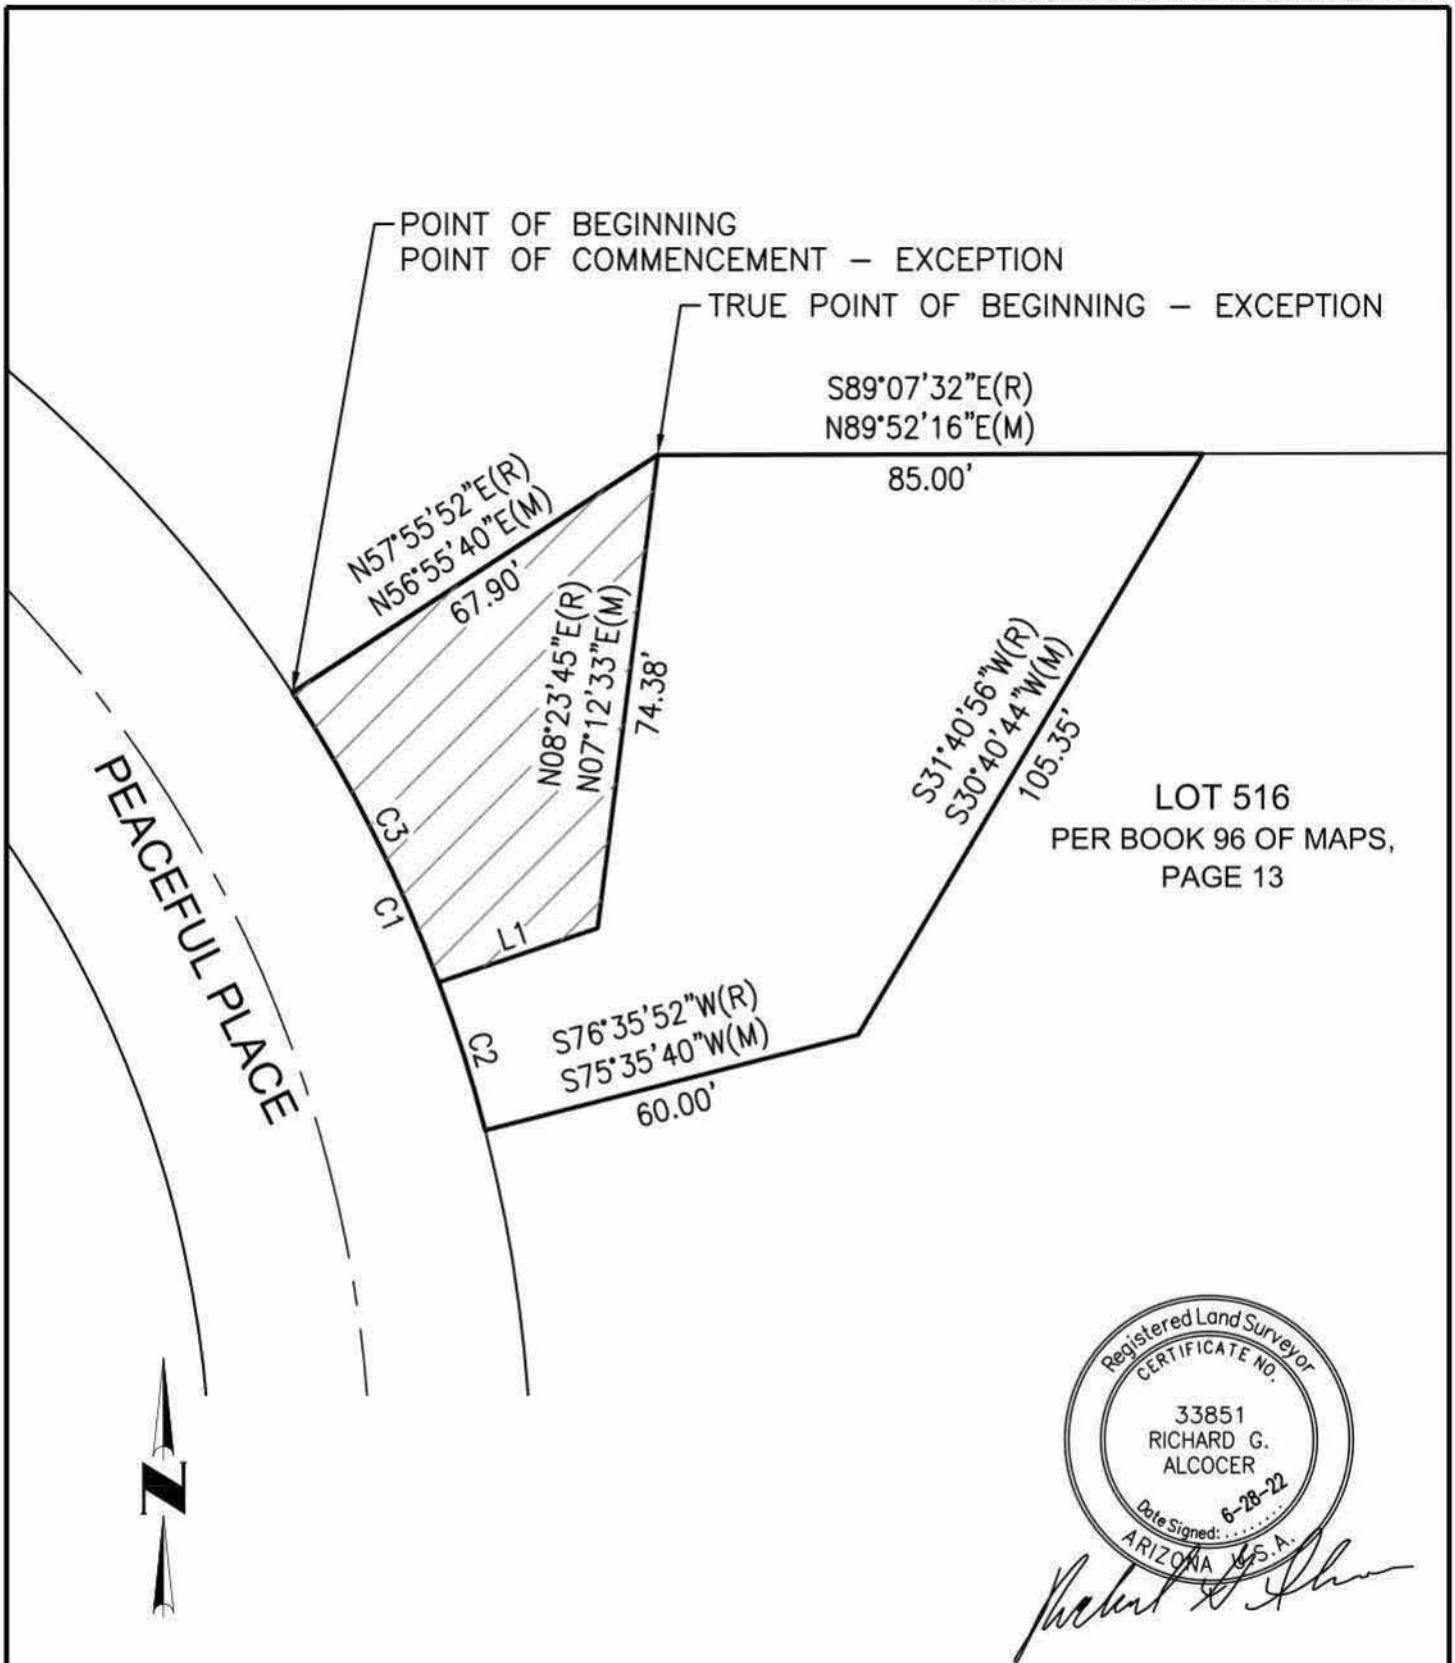 POINT OF BEGINNING
POINT OF COMMENCEMENT – EXCEPTION
TRUE POINT OF BEGINNING – EXCEPTION
S89°07'32"E(R)
N89°52'16"E(M)
85.00'
N57°55'52"E(R)
N56°55'40"E(M)
67.90'
N08°23'45"E(R)
N07°12'33"E(M)
74.38'
S31°40'56"W(R)
S30°40'44"W(M)
105.35'
LOT 516
PER BOOK 96 OF MAPS,
PAGE 13
PEACEFUL PLACE
C3
C1
L1
C2
S76°35'52"W(R)
S75°35'40"W(M)
60.00'
N
Registered Land Surveyor
CERTIFICATE NO.
33851
RICHARD G.
ALCOCER
Date Signed: ........
6-28-22
ARIZONA U.S.A.